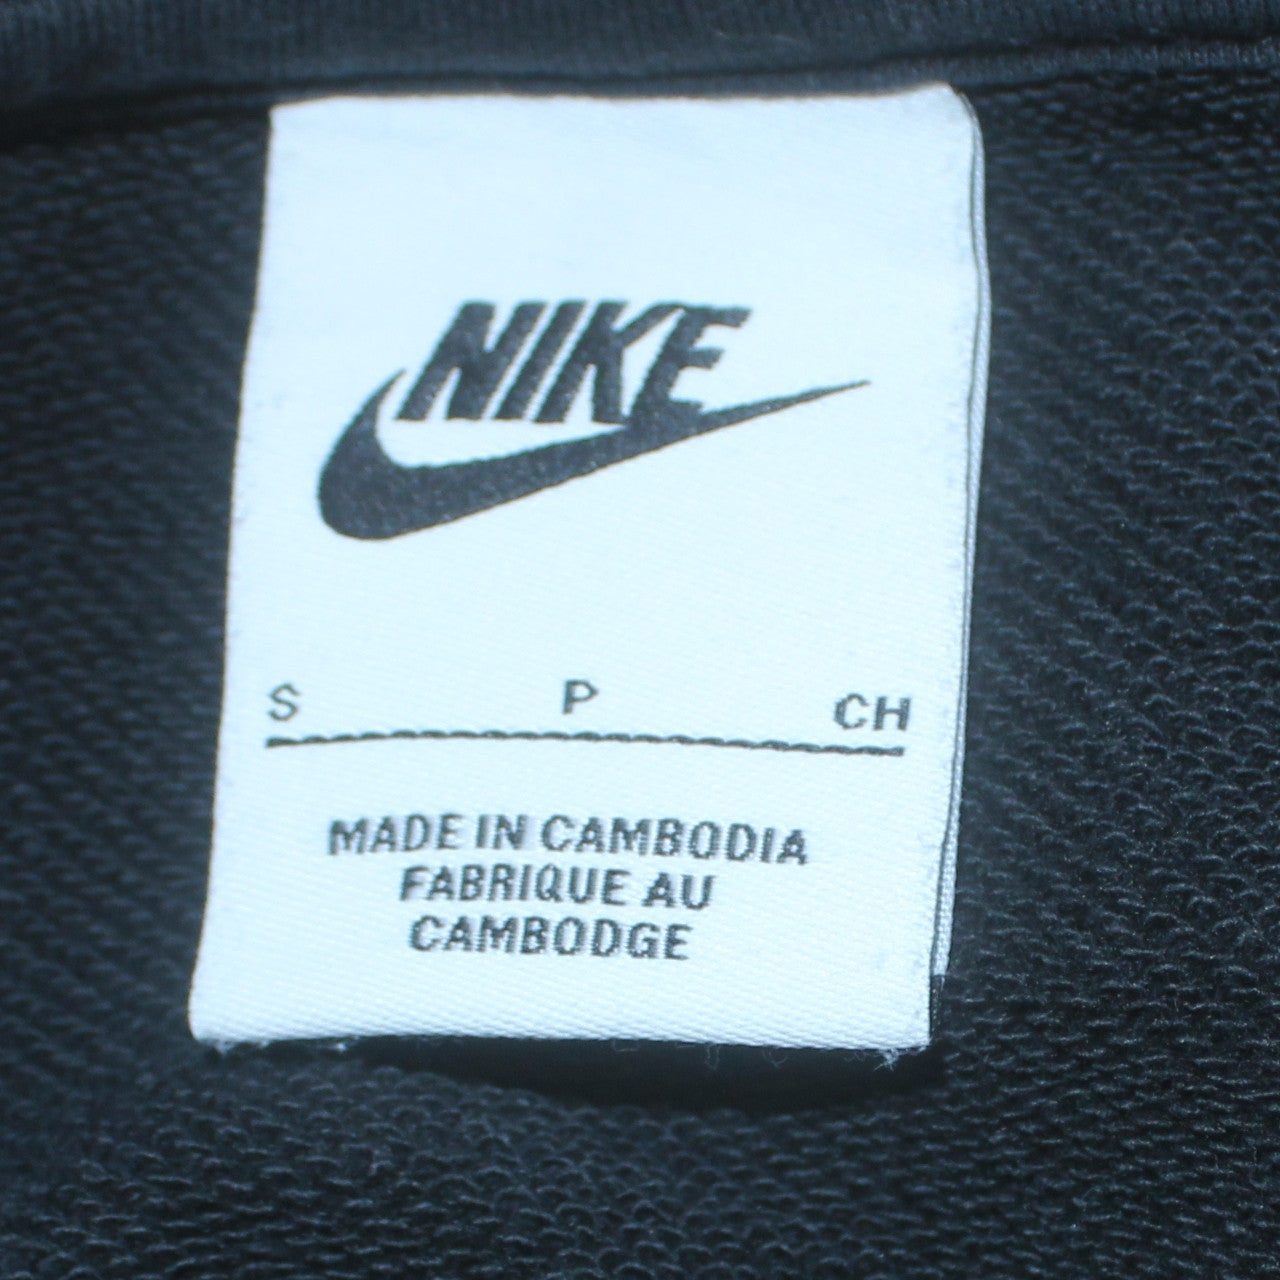 NIKE
S P CH
MADE IN CAMBODIA
FABRIQUE AU
CAMBODGE